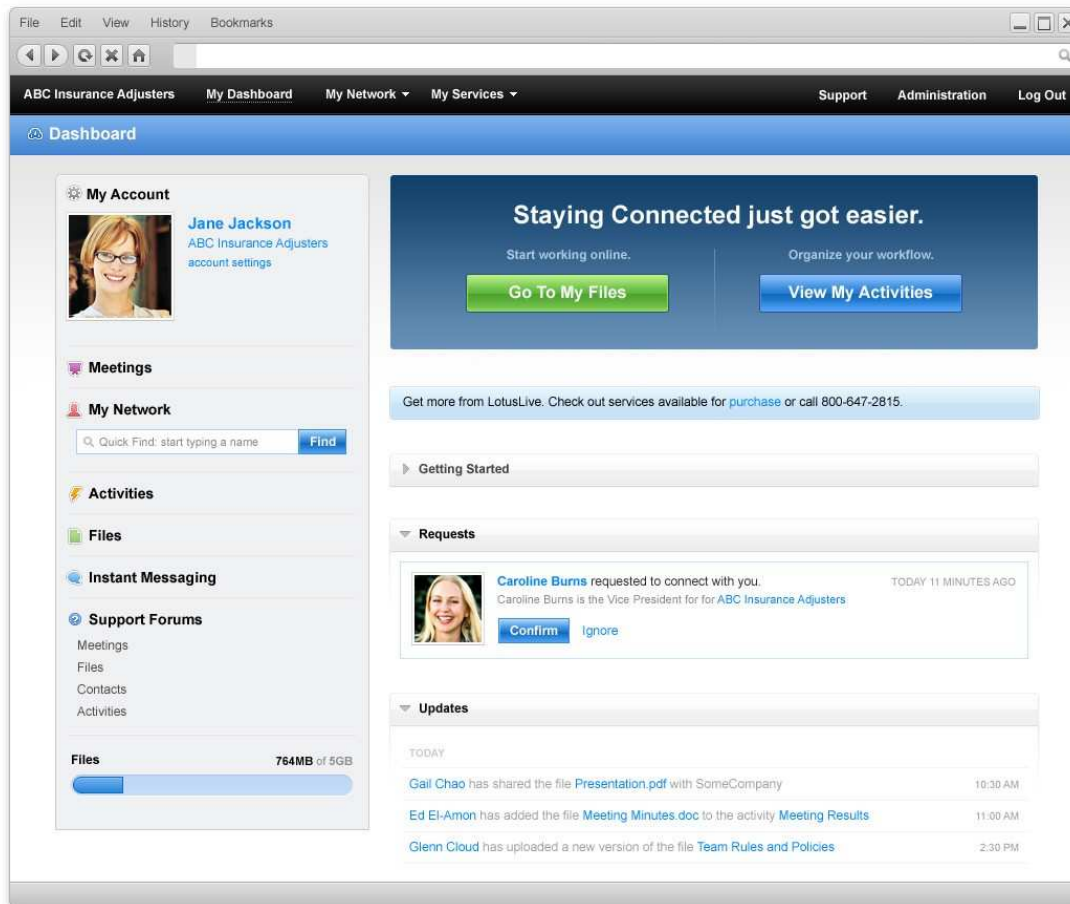 File Edit View History Bookmarks
ABC Insurance Adjusters My Dashboard My Network My Services Support Administration Log Out
Dashboard
My Account
Jane Jackson
ABC Insurance Adjusters
account settings
Meetings
My Network
Quick Find: start typing a name Find
Activities
Files
Instant Messaging
Support Forums
Meetings
Files
Contacts
Activities
Files 764MB of 5GB
Staying Connected just got easier.
Start working online. Organize your workflow.
Go To My Files View My Activities
Get more from LotusLive. Check out services available for purchase or call 800-647-2815.
Getting Started
Requests
Caroline Burns requested to connect with you. TODAY 11 MINUTES AGO
Caroline Burns is the Vice President for for ABC Insurance Adjusters
Confirm Ignore
Updates
TODAY
Gail Chao has shared the file Presentation.pdf with SomeCompany 10:30 AM
Ed El-Amon has added the file Meeting Minutes.doc to the activity Meeting Results 11:00 AM
Glenn Cloud has uploaded a new version of the file Team Rules and Policies 2:30 PM